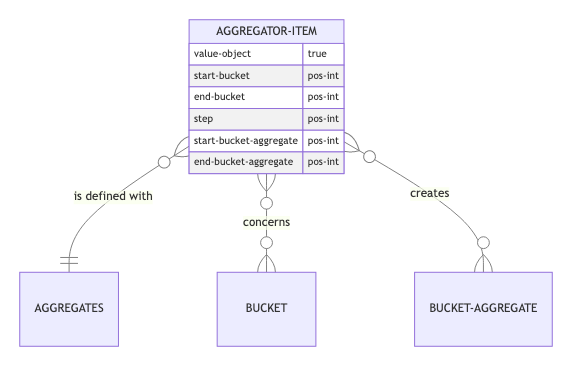 AGGREGATOR-ITEM
value-object true
start-bucket pos-int
end-bucket pos-int
step pos-int
start-bucket-aggregate pos-int
end-bucket-aggregate pos-int
is defined with
concerns
creates
AGGREGATES
BUCKET
BUCKET-AGGREGATE